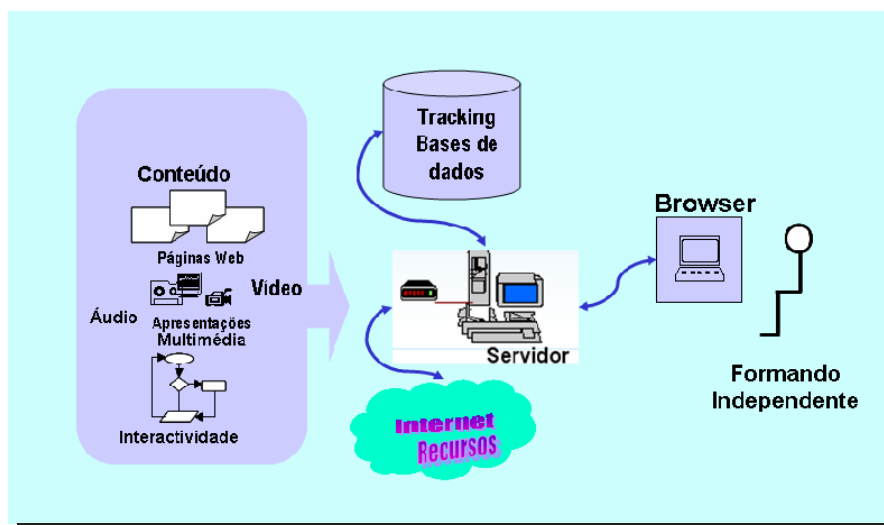 Conteúdo
Páginas Web
Vídeo
Áudio
Apresentações
Multimédia
Interactividade
Tracking
Bases de
dados
Servidor
Internet
Recursos
Browser
Formando
Independente